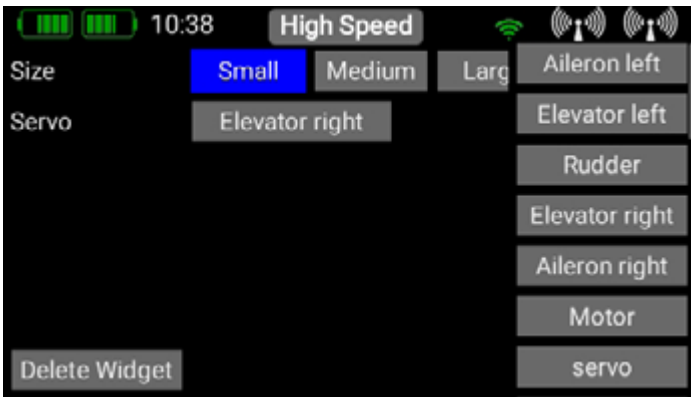 10:38 High Speed
Size Small Medium Larg
Servo Elevator right
Aileron left
Elevator left
Rudder
Elevator right
Aileron right
Motor
servo
Delete Widget